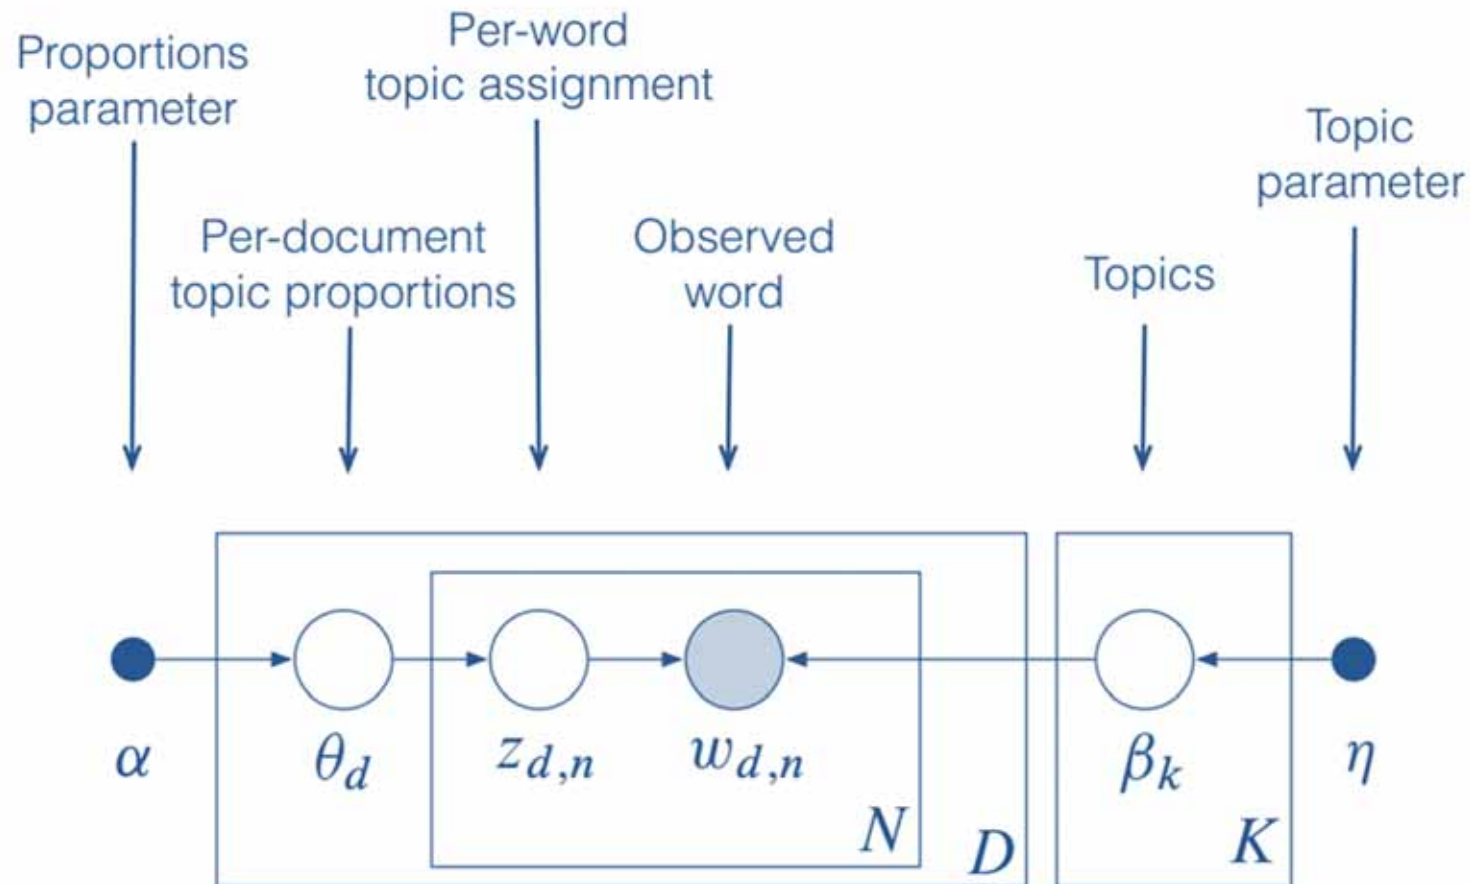 Proportions
parameter
Per-word
topic assignment
Topic
parameter
Per-document
topic proportions
Observed
word
Topics
α
θd
zd,n
wd,n
βk
η
N
D
K